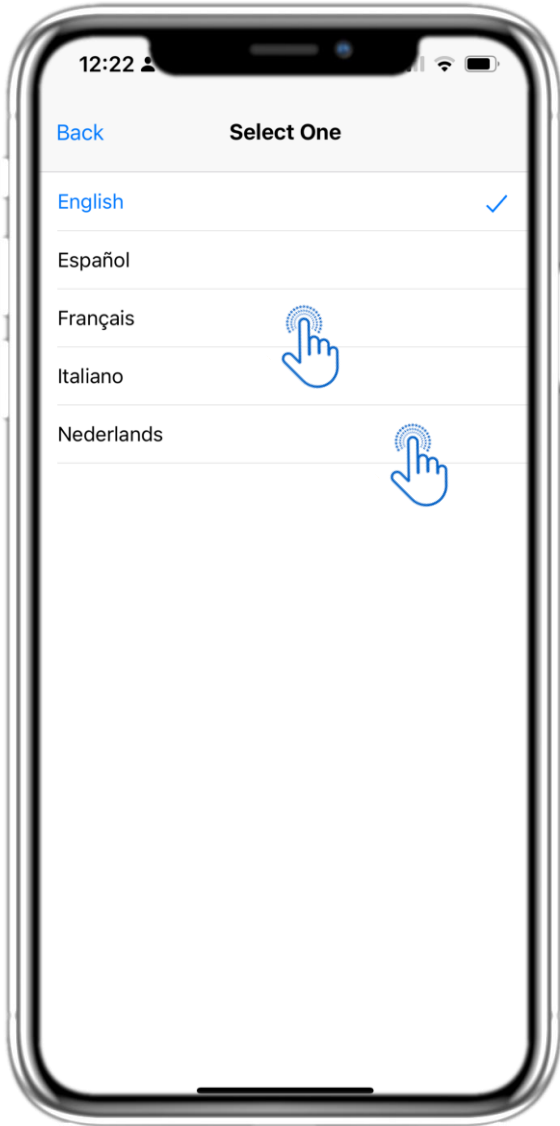 12:22
Back
Select One
English
Español
Français
Italiano
Nederlands